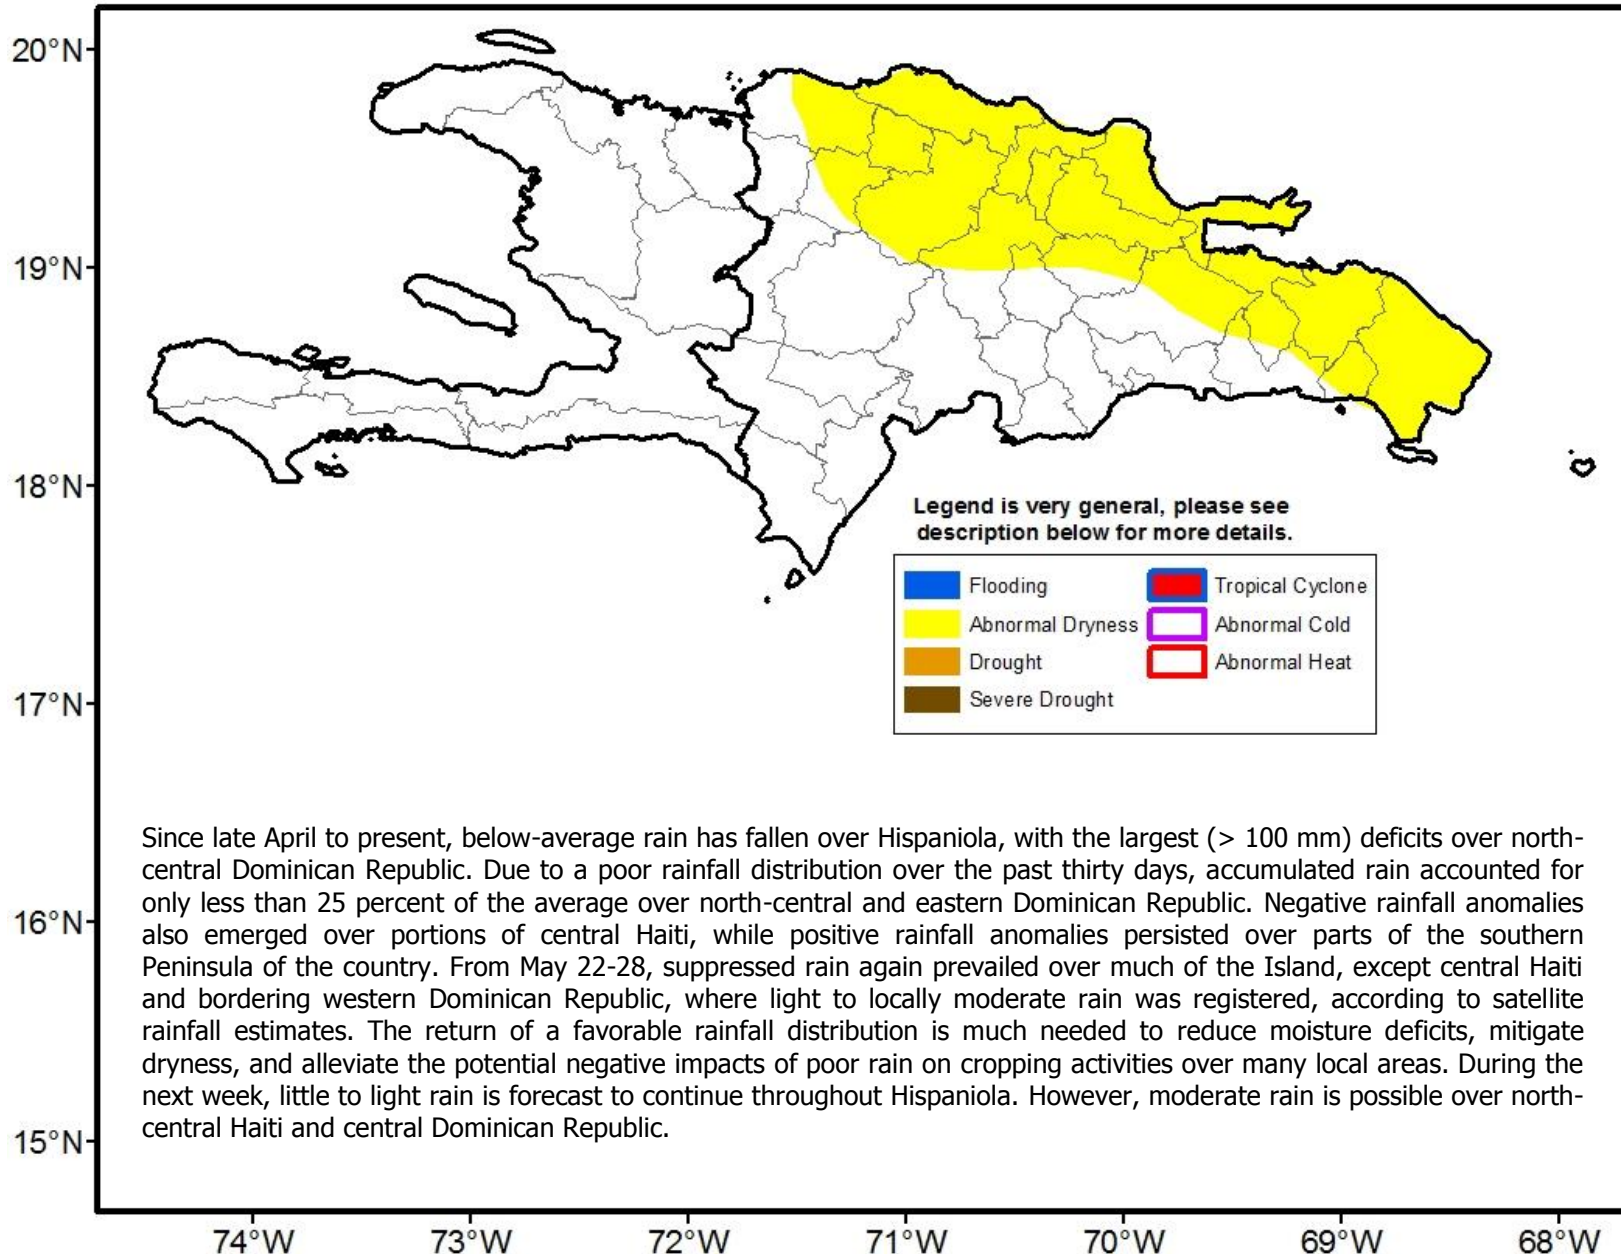 20°N
19°N
18°N
17°N
16°N
15°N
Legend is very general, please see
description below for more details.
Flooding
Tropical Cyclone
Abnormal Dryness
Abnormal Cold
Drought
Abnormal Heat
Severe Drought
Since late April to present, below-average rain has fallen over Hispaniola, with the largest (> 100 mm) deficits over north-
central Dominican Republic. Due to a poor rainfall distribution over the past thirty days, accumulated rain accounted for
only less than 25 percent of the average over north-central and eastern Dominican Republic. Negative rainfall anomalies
also emerged over portions of central Haiti, while positive rainfall anomalies persisted over parts of the southern
Peninsula of the country. From May 22-28, suppressed rain again prevailed over much of the Island, except central Haiti
and bordering western Dominican Republic, where light to locally moderate rain was registered, according to satellite
rainfall estimates. The return of a favorable rainfall distribution is much needed to reduce moisture deficits, mitigate
dryness, and alleviate the potential negative impacts of poor rain on cropping activities over many local areas. During the
next week, little to light rain is forecast to continue throughout Hispaniola. However, moderate rain is possible over north-
central Haiti and central Dominican Republic.
74°W 73°W 72°W 71°W 70°W 69°W 68°W